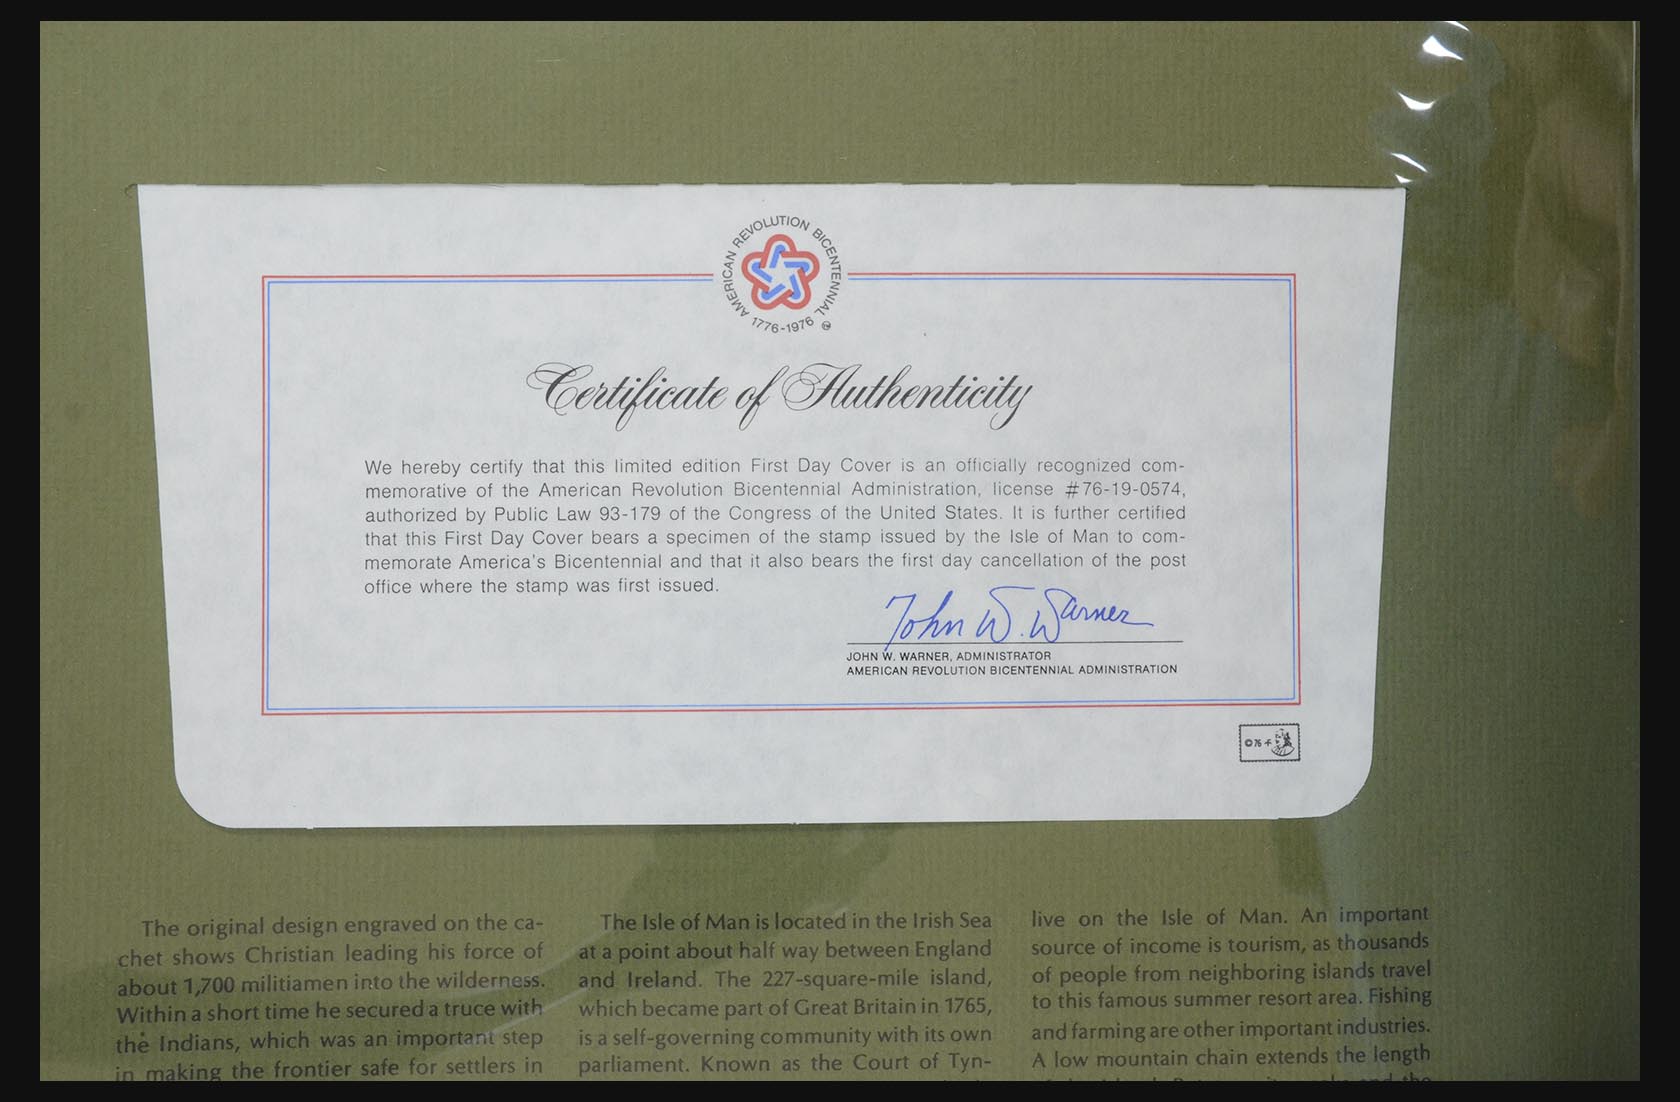 AMERICAN REVOLUTION BICENTENNIAL
1776-1976
Certificate of Authenticity
We hereby certify that this limited edition First Day Cover is an officially recognized com-
memorative of the American Revolution Bicentennial Administration, license #76-19-0574,
authorized by Public Law 93-179 of the Congress of the United States. It is further certified
that this First Day Cover bears a specimen of the stamp issued by the Isle of Man to com-
memorate America's Bicentennial and that it also bears the first day cancellation of the post
office where the stamp was first issued.
John W. Warner
JOHN W. WARNER, ADMINISTRATOR
AMERICAN REVOLUTION BICENTENNIAL ADMINISTRATION
©76
The original design engraved on the ca-
chet shows Christian leading his force of
about 1,700 militiamen into the wilderness.
Within a short time he secured a truce with
the Indians, which was an important step
in making the frontier safe for settlers in
The Isle of Man is located in the Irish Sea
at a point about half way between England
and Ireland. The 227-square-mile island,
which became part of Great Britain in 1765,
is a self-governing community with its own
parliament. Known as the Court of Tyn-
live on the Isle of Man. An important
source of income is tourism, as thousands
of people from neighboring islands travel
to this famous summer resort area. Fishing
and farming are other important industries.
A low mountain chain extends the length